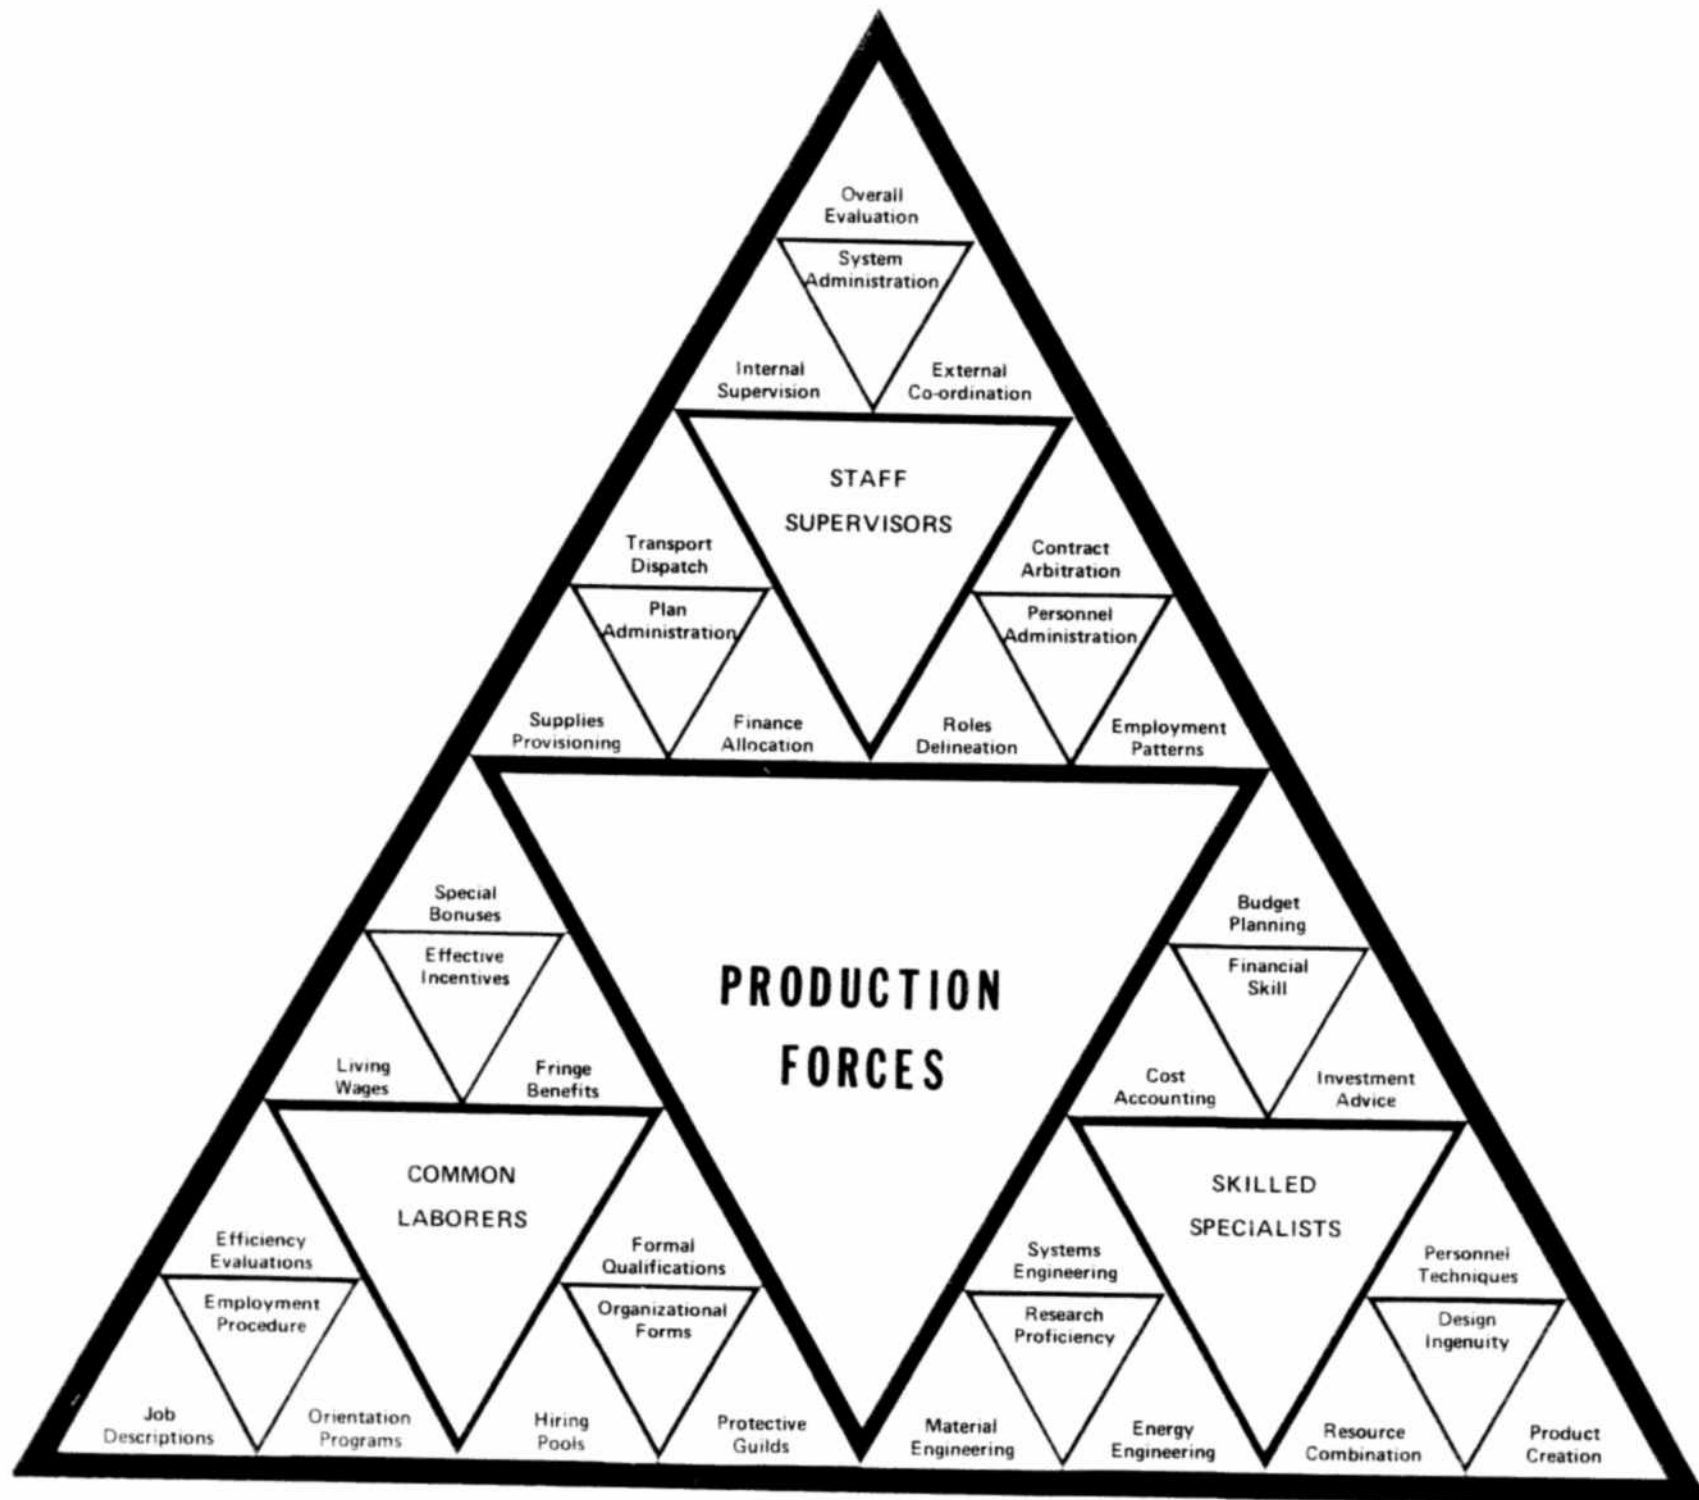 Overall
Evaluation
System
Administration
Internal
Supervision
External
Co-ordination
STAFF
SUPERVISORS
Transport
Dispatch
Plan
Administration
Supplies
Provisioning
Finance
Allocation
Contract
Arbitration
Personnel
Administration
Roles
Delineation
Employment
Patterns
PRODUCTION
FORCES
Special
Bonuses
Effective
Incentives
Living
Wages
Fringe
Benefits
COMMON
LABORERS
Efficiency
Evaluations
Employment
Procedure
Job
Descriptions
Orientation
Programs
Formal
Qualifications
Organizational
Forms
Hiring
Pools
Protective
Guilds
Budget
Planning
Financial
Skill
Cost
Accounting
Investment
Advice
SKILLED
SPECIALISTS
Systems
Engineering
Research
Proficiency
Material
Engineering
Energy
Engineering
Personnel
Techniques
Design
Ingenuity
Resource
Combination
Product
Creation